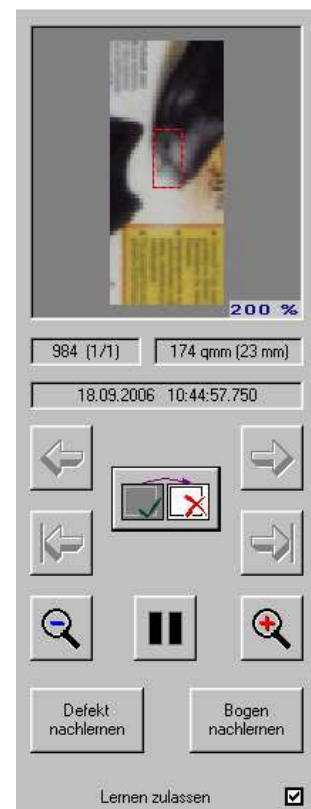 200 %
984 (1/1) 174 qmm (23 mm)
18.09.2006 10:44:57.750
Defekt
nachlernen
Bogen
nachlernen
Lernen zulassen